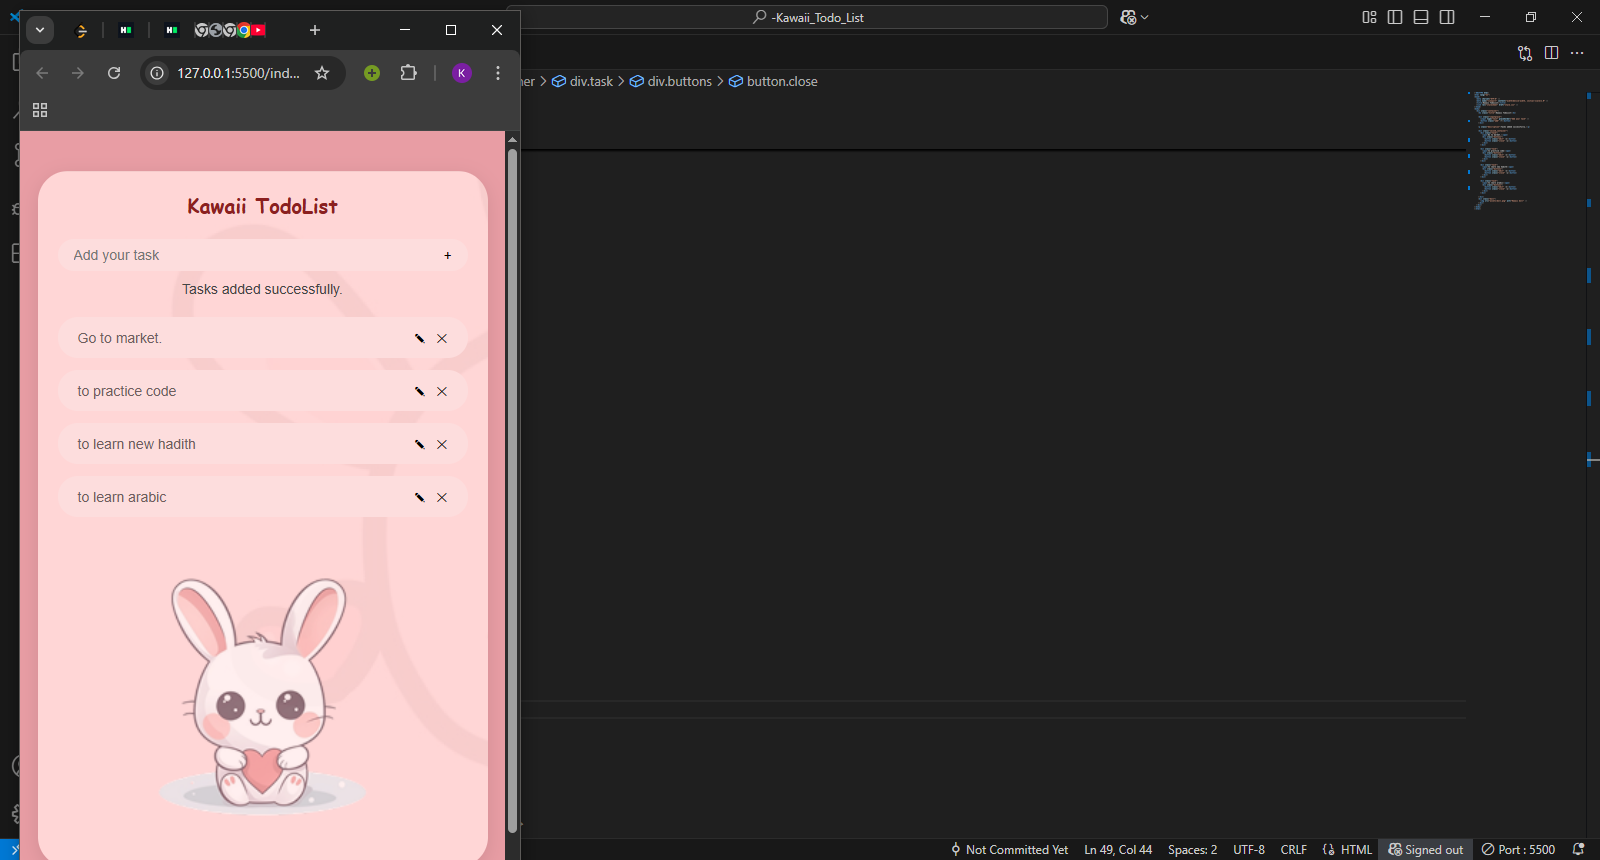 -Kawaii_Todo_List
127.0.0.1:5500/ind...
K
div.task
div.buttons
button.close
Kawaii TodoList
Add your task
+
Tasks added successfully.
Go to market.
to practice code
to learn new hadith
to learn arabic
Not Committed Yet
Ln 49, Col 44
Spaces: 2
UTF-8
CRLF
HTML
Signed out
Port : 5500